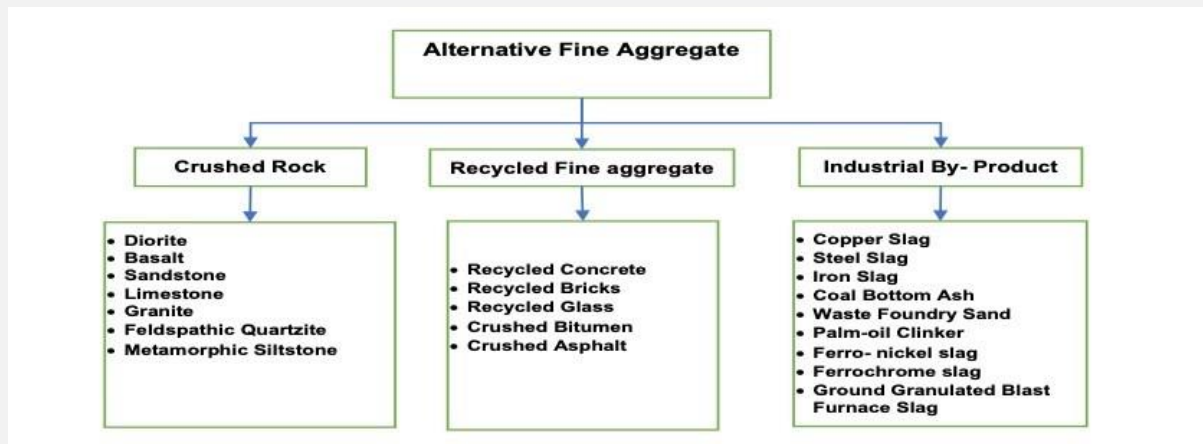 Alternative Fine Aggregate
Crushed Rock
Recycled Fine aggregate
Industrial By- Product
• Diorite
• Basalt
• Sandstone
• Limestone
• Granite
• Feldspathic Quartzite
• Metamorphic Siltstone
• Recycled Concrete
• Recycled Bricks
• Recycled Glass
• Crushed Bitumen
• Crushed Asphalt
• Copper Slag
• Steel Slag
• Iron Slag
• Coal Bottom Ash
• Waste Foundry Sand
• Palm-oil Clinker
• Ferro- nickel slag
• Ferrochrome slag
• Ground Granulated Blast
Furnace Slag